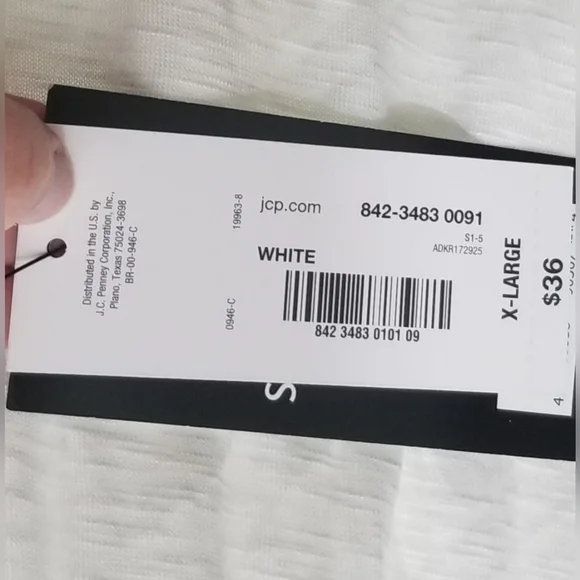 Distributed in the U.S. by
J.C. Penney Corporation, Inc.,
Plano, Texas 75024-3698
BR-00-946-C
19963-8
0946-C
jcp.com
842-3483 0091
S1-5
ADKR172925
WHITE
842 3483 0101 09
X-LARGE
$36
4
S